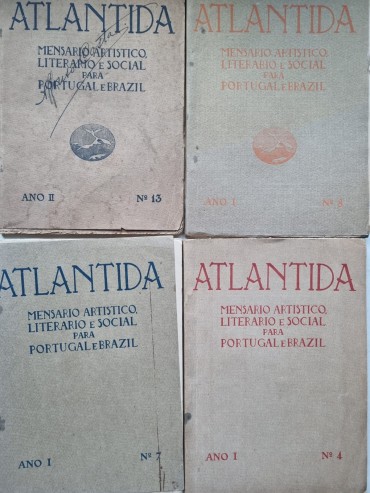 ATLANTIDA
MENSARIO ARTISTICO,
LITERARIO E SOCIAL
PARA
PORTUGAL E BRAZIL
ANO II Nº 13
ATLANTIDA
MENSARIO ARTISTICO,
LITERARIO E SOCIAL
PARA
PORTUGAL E BRAZIL
ANO I Nº
ATLANTIDA
MENSARIO ARTISTICO,
LITERARIO E SOCIAL
PARA
PORTUGAL E BRAZIL
ANO I Nº 7
ATLANTIDA
MENSARIO ARTISTICO,
LITERARIO E SOCIAL
PARA
PORTUGAL E BRAZIL
ANO I Nº 4